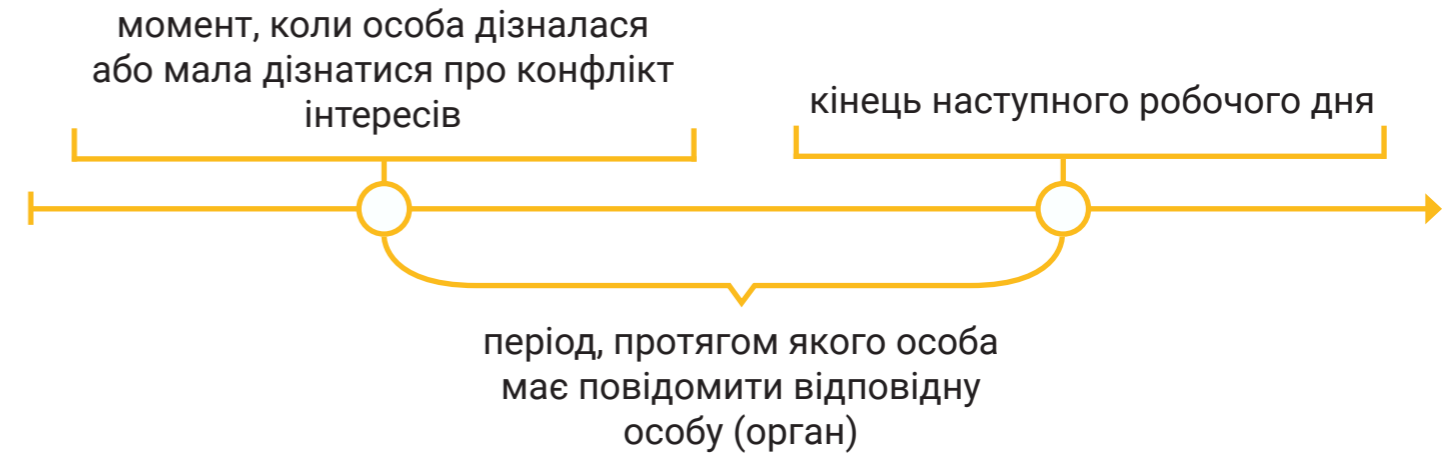 момент, коли особа дізналася
або мала дізнатися про конфлікт
інтересів
кінець наступного робочого дня
період, протягом якого особа
має повідомити відповідну
особу (орган)